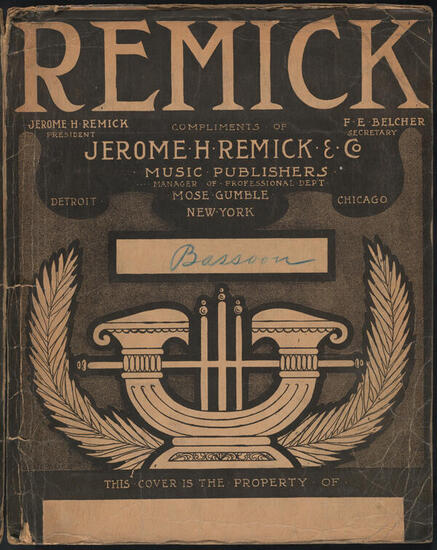 REMICK
JEROME·H·REMICK
PRESIDENT
COMPLIMENTS OF
F·E·BELCHER
SECRETARY
JEROME·H·REMICK·&·Co
·MUSIC·PUBLISHERS·
MANAGER OF PROFESSIONAL DEPT
MOSE·GUMBLE
DETROIT
CHICAGO
NEW·YORK
Bassoon
THIS COVER IS THE PROPERTY OF